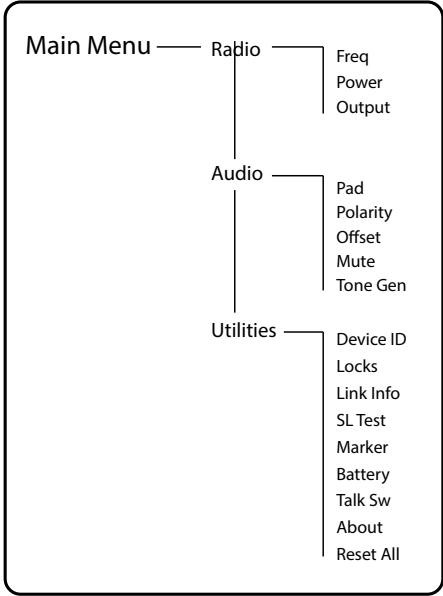 Main Menu Radio
Freq
Power
Output
Audio
Pad
Polarity
Offset
Mute
Tone Gen
Utilities
Device ID
Locks
Link Info
SL Test
Marker
Battery
Talk Sw
About
Reset All